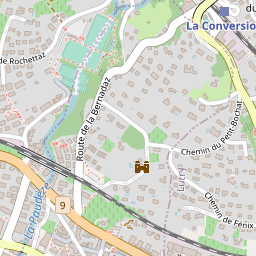 du
La Conversio
de Rochettaz
Route de la Bernadaz
Chemin du Petit-Bochat
Lutry
9
La Paudèze
Chemin de Fénix